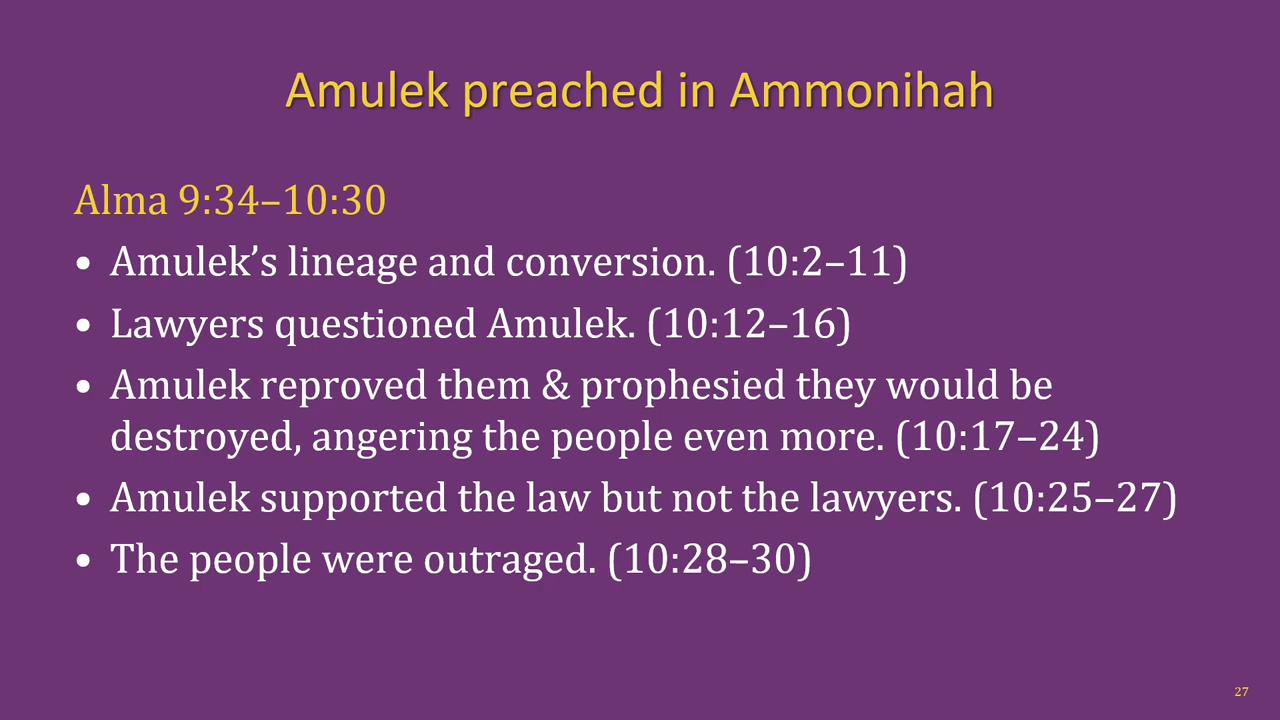 Amulek preached in Ammonihah
Alma 9:34–10:30
• Amulek’s lineage and conversion. (10:2–11)
• Lawyers questioned Amulek. (10:12–16)
• Amulek reproved them & prophesied they would be
destroyed, angering the people even more. (10:17–24)
• Amulek supported the law but not the lawyers. (10:25–27)
• The people were outraged. (10:28–30)
27